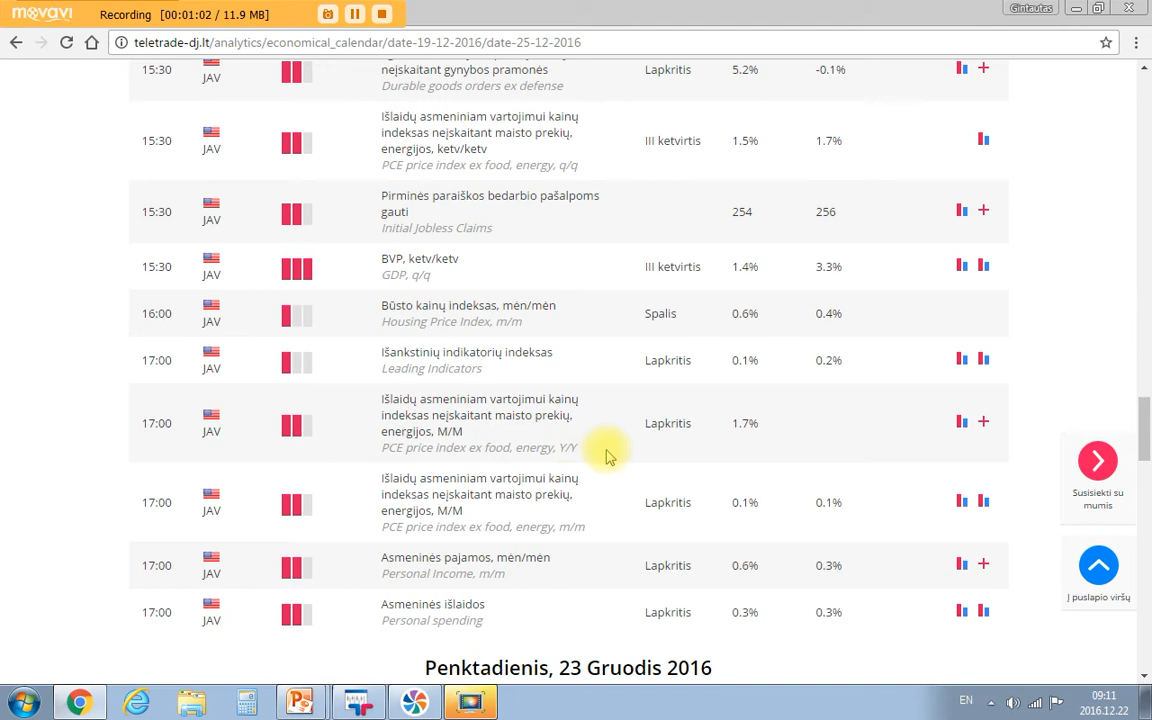 movavi
Recording [00:01:02 / 11.9 MB]
Gintautas
teletrade-dj.lt/analytics/economical_calendar/date-19-12-2016/date-25-12-2016
15:30 JAV neįskaitant gynybos pramonės Lapkritis 5.2% -0.1%
Durable goods orders ex defense
Išlaidų asmeniniam vartojimui kainų
indeksas neįskaitant maisto prekių,
energijos, ketv/ketv
PCE price index ex food, energy, q/q
15:30 JAV III ketvirtis 1.5% 1.7%
Pirminės paraiškos bedarbio pašalpoms
gauti
Initial Jobless Claims
15:30 JAV 254 256
BVP, ketv/ketv
GDP, q/q
15:30 JAV III ketvirtis 1.4% 3.3%
Būsto kainų indeksas, mėn/mėn
Housing Price Index, m/m
16:00 JAV Spalis 0.6% 0.4%
Išankstinių indikatorių indeksas
Leading Indicators
17:00 JAV Lapkritis 0.1% 0.2%
Išlaidų asmeniniam vartojimui kainų
indeksas neįskaitant maisto prekių,
energijos, M/M
PCE price index ex food, energy, Y/Y
17:00 JAV Lapkritis 1.7%
Išlaidų asmeniniam vartojimui kainų
indeksas neįskaitant maisto prekių,
energijos, M/M
PCE price index ex food, energy, m/m
17:00 JAV Lapkritis 0.1% 0.1%
Asmeninės pajamos, mėn/mėn
Personal Income, m/m
17:00 JAV Lapkritis 0.6% 0.3%
Asmeninės išlaidos
Personal spending
17:00 JAV Lapkritis 0.3% 0.3%
Penktadienis, 23 Gruodis 2016
Susisiekti su
mumis
Į puslapio viršų
EN
09:11
2016.12.22